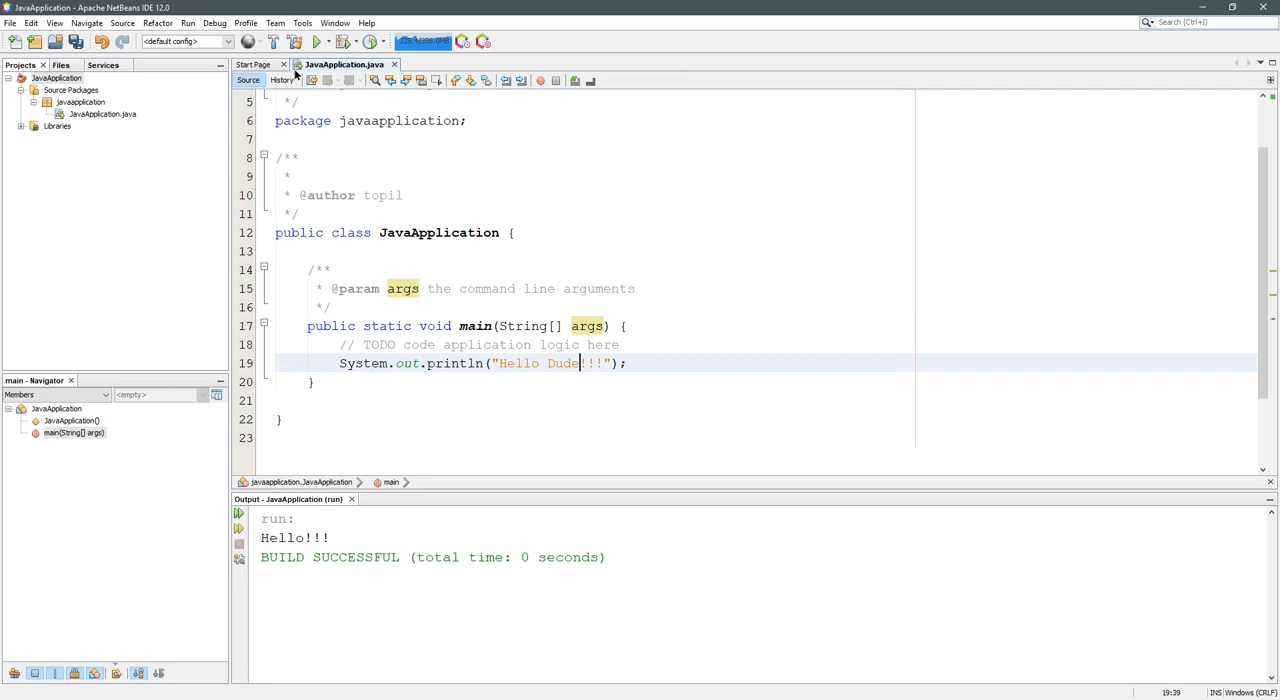 JavaApplication - Apache NetBeans IDE 12.0
File Edit View Navigate Source Refactor Run Debug Profile Team Tools Window Help
Search (Ctrl+I)
<default config>
Projects Files Services
Start Page JavaApplication.java
Source History
JavaApplication
Source Packages
javaapplication
JavaApplication.java
Libraries
5 */
6 package javaapplication;
7
8 /**
9 *
10 * @author topil
11 */
12 public class JavaApplication {
13
14 /**
15 * @param args the command line arguments
16 */
17 public static void main(String[] args) {
18 // TODO code application logic here
19 System.out.println("Hello Dude!!!");
20 }
21
22 }
23
main - Navigator
Members <empty>
JavaApplication
JavaApplication()
main(String[] args)
javaapplication.JavaApplication main
Output - JavaApplication (run)
run:
Hello!!!
BUILD SUCCESSFUL (total time: 0 seconds)
19:39 INS Windows (CRLF)